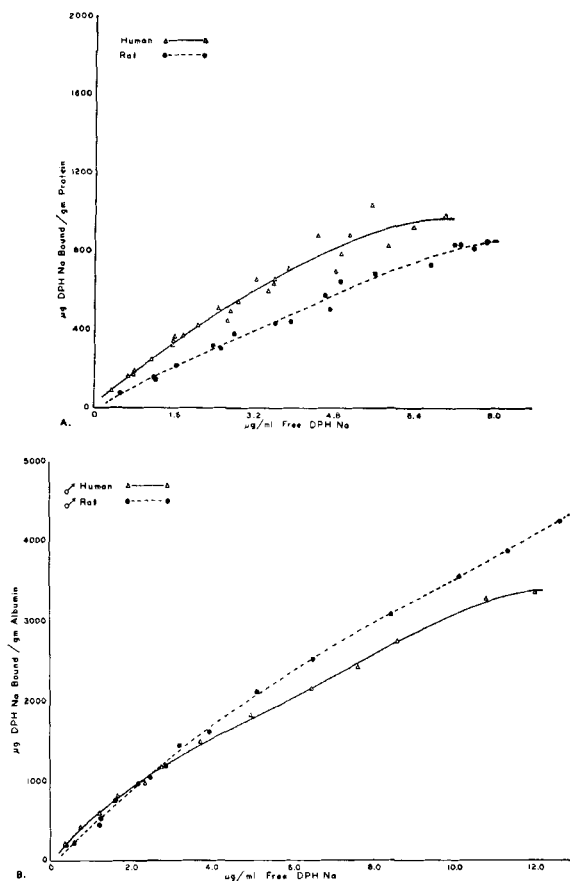 2000
Human
Rat
1600
1200
800
400
0
µg DPH Na Bound / gm Protein
0 1.6 3.2 4.8 6.4 8.0
A.
µg/ml Free DPH Na
5000
♂ Human
♂ Rat
4000
3000
2000
1000
0
µg DPH Na Bound / gm Albumin
0 2.0 4.0 6.0 8.0 10.0 12.0
B.
µg/ml Free DPH Na